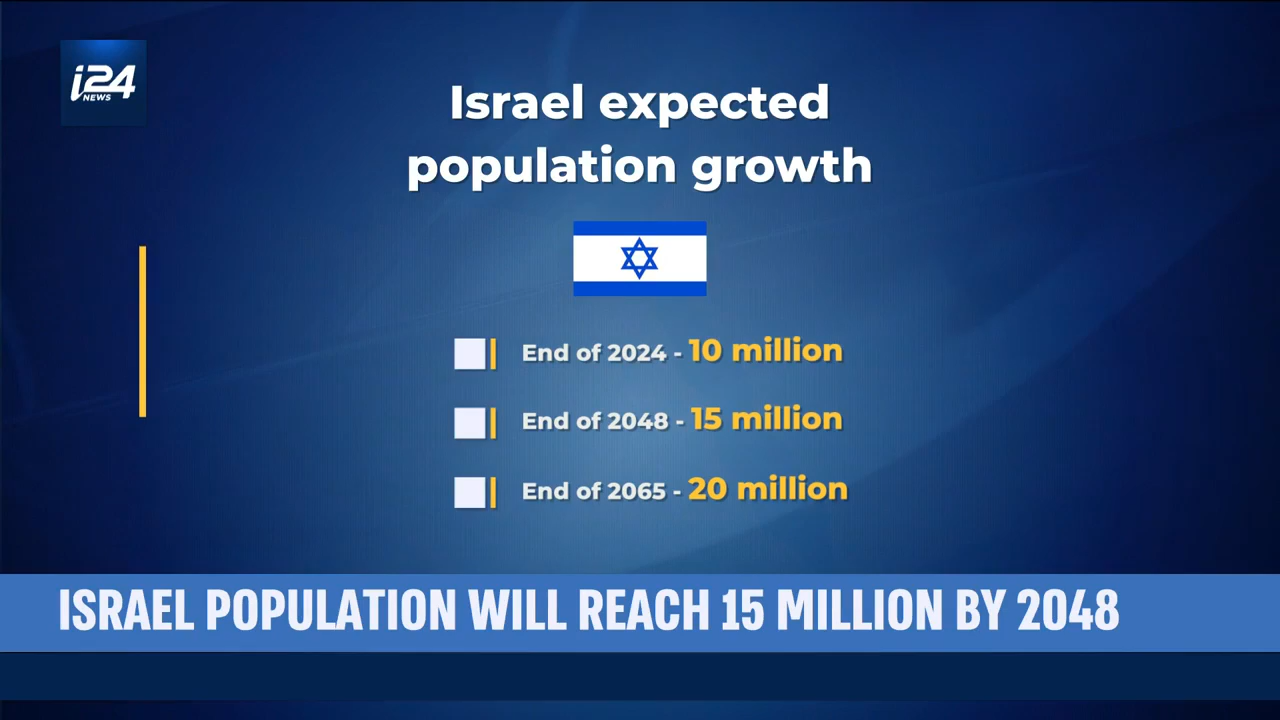 i24
NEWS
Israel expected
population growth
End of 2024 - 10 million
End of 2048 - 15 million
End of 2065 - 20 million
ISRAEL POPULATION WILL REACH 15 MILLION BY 2048